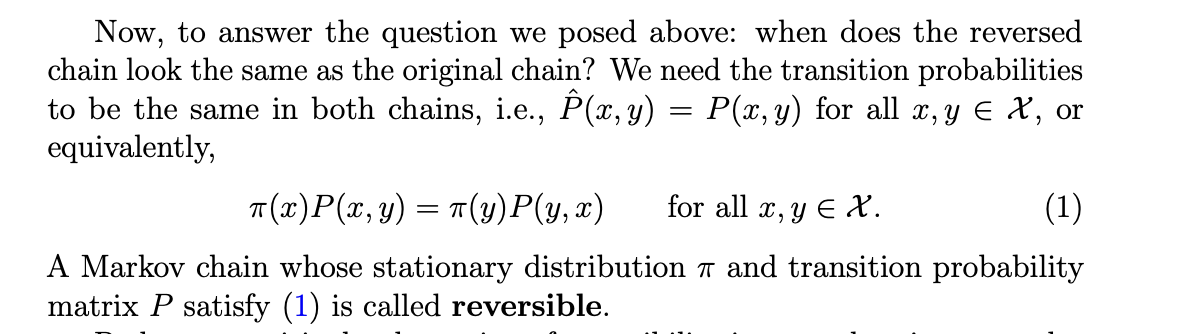 Now, to answer the question we posed above: when does the reversed
chain look the same as the original chain? We need the transition probabilities
to be the same in both chains, i.e., P̂(x, y) = P(x, y) for all x, y ∈ 𝒳, or
equivalently,
π(x)P(x, y) = π(y)P(y, x) for all x, y ∈ 𝒳. (1)
A Markov chain whose stationary distribution π and transition probability
matrix P satisfy (1) is called reversible.